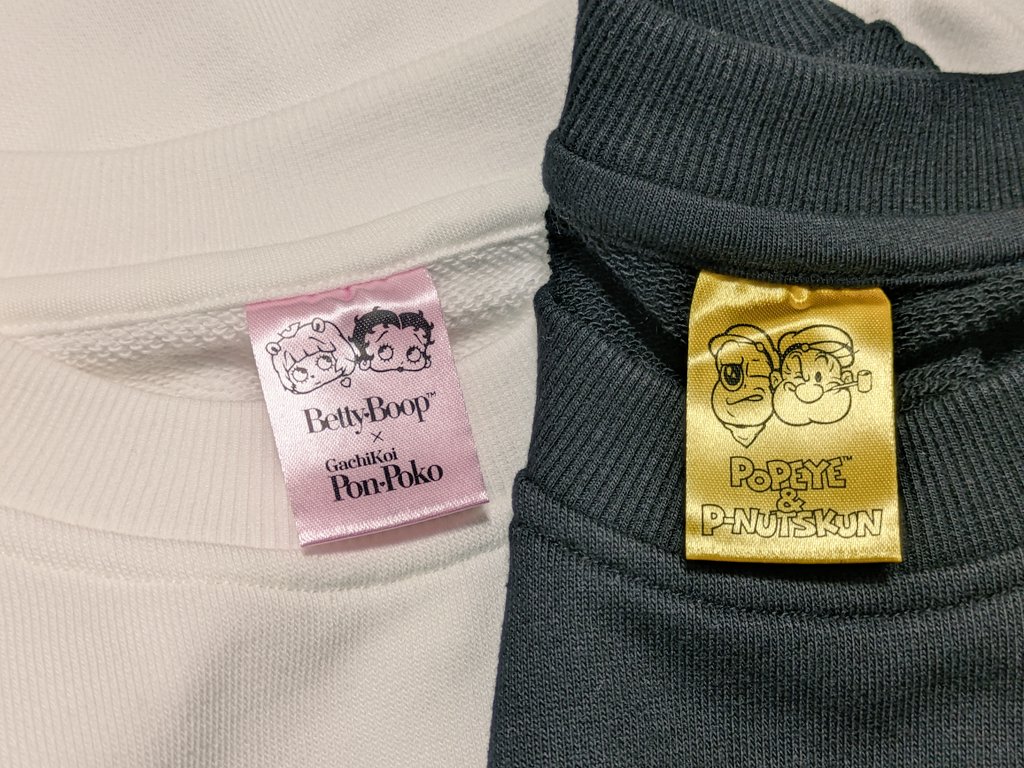 Betty-Boop™
×
GachiKoi
Pon-Poko
POPEYE™
&
P-NUTSKUN